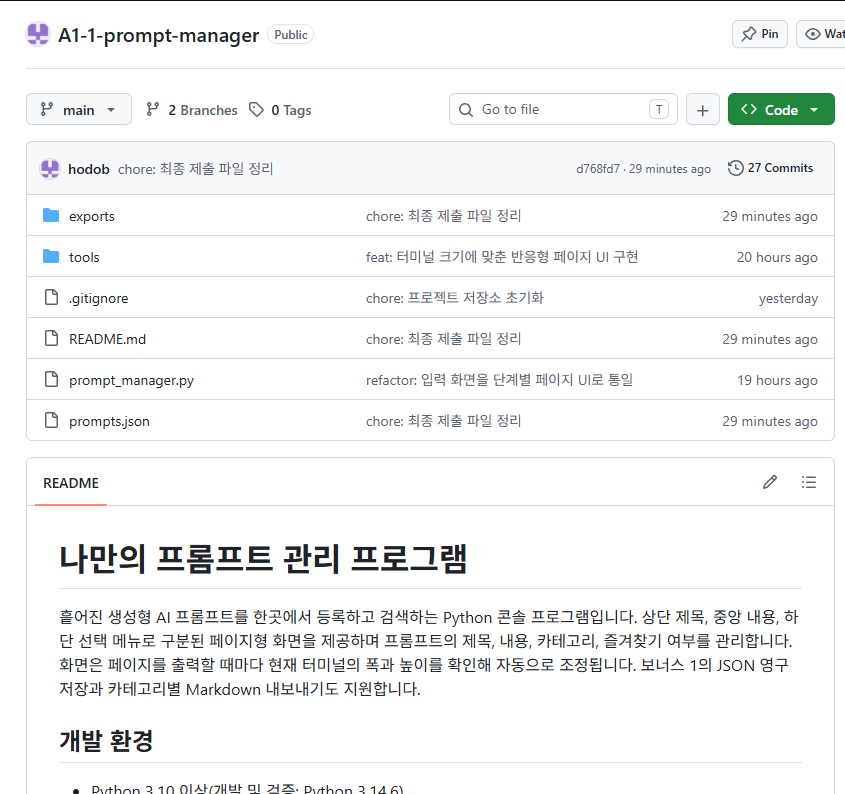 A1-1-prompt-manager Public Pin
main 2 Branches 0 Tags Go to file T Code
hodob chore: 최종 제출 파일 정리 d768fd7 · 29 minutes ago 27 Commits
exports chore: 최종 제출 파일 정리 29 minutes ago
tools feat: 터미널 크기에 맞춘 반응형 페이지 UI 구현 20 hours ago
.gitignore chore: 프로젝트 저장소 초기화 yesterday
README.md chore: 최종 제출 파일 정리 29 minutes ago
prompt_manager.py refactor: 입력 화면을 단계별 페이지 UI로 통일 19 hours ago
prompts.json chore: 최종 제출 파일 정리 29 minutes ago
README
나만의 프롬프트 관리 프로그램
흩어진 생성형 AI 프롬프트를 한곳에서 등록하고 검색하는 Python 콘솔 프로그램입니다. 상단 제목, 중앙 내용, 하
단 선택 메뉴로 구분된 페이지형 화면을 제공하며 프롬프트의 제목, 내용, 카테고리, 즐겨찾기 여부를 관리합니다.
화면은 페이지를 출력할 때마다 현재 터미널의 폭과 높이를 확인해 자동으로 조정됩니다. 보너스 1의 JSON 영구
저장과 카테고리별 Markdown 내보내기도 지원합니다.
개발 환경
Python 3.10 이상(개발 및 검증: Python 3.14.6)